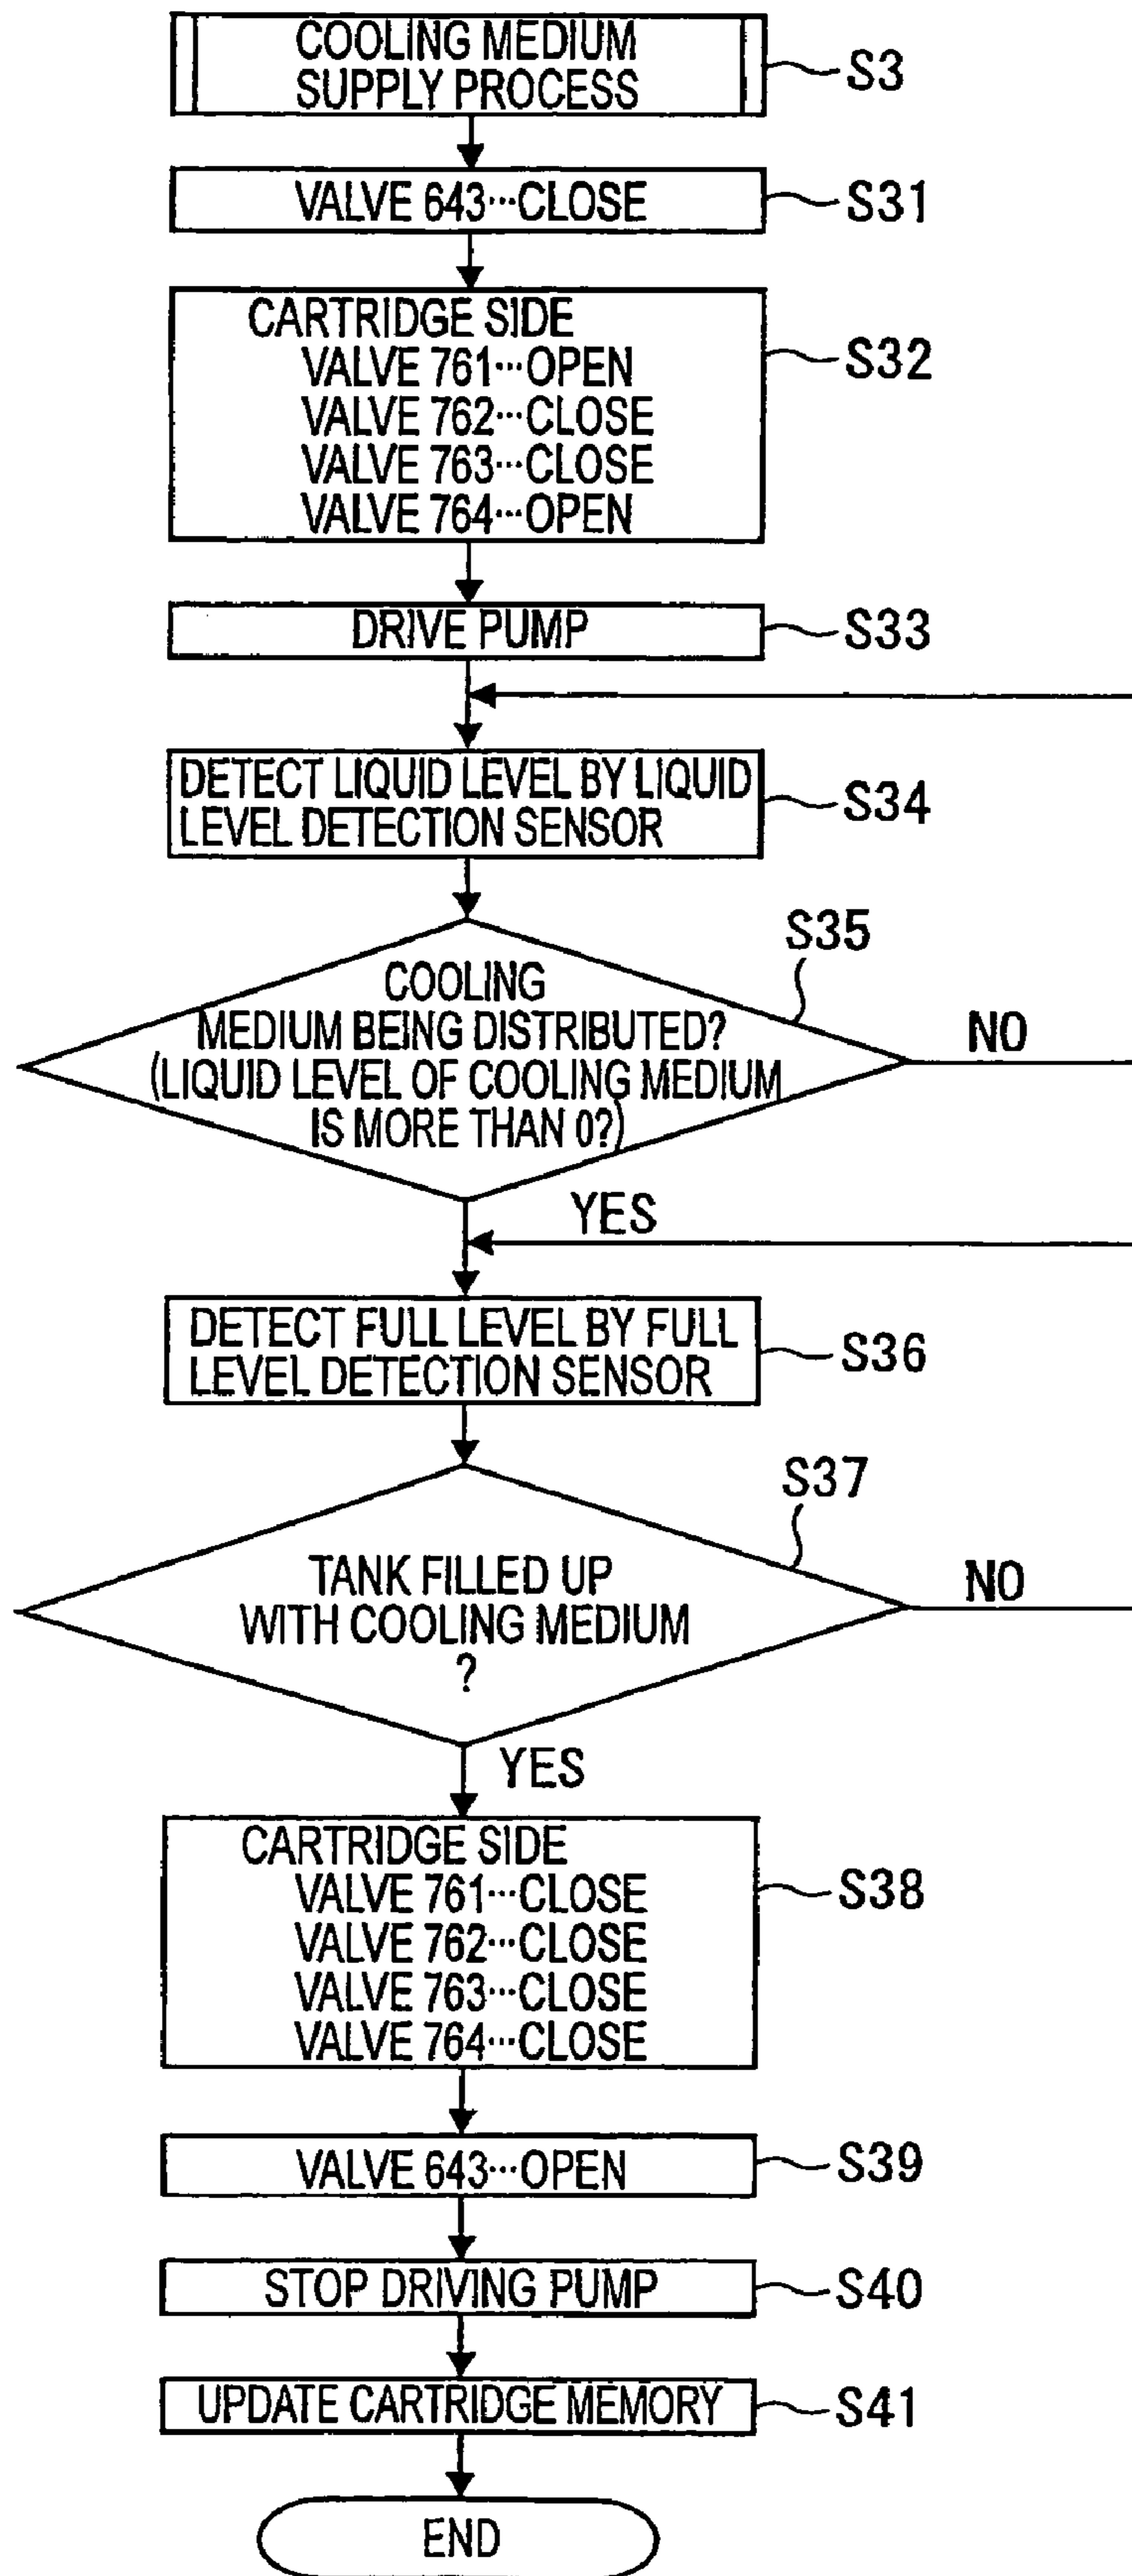 COOLING MEDIUM
SUPPLY PROCESS
S3
VALVE 643···CLOSE
S31
CARTRIDGE SIDE
VALVE 761···OPEN
VALVE 762···CLOSE
VALVE 763···CLOSE
VALVE 764···OPEN
S32
DRIVE PUMP
S33
DETECT LIQUID LEVEL BY LIQUID
LEVEL DETECTION SENSOR
S34
S35
COOLING
MEDIUM BEING DISTRIBUTED?
(LIQUID LEVEL OF COOLING MEDIUM
IS MORE THAN 0?)
NO
YES
DETECT FULL LEVEL BY FULL
LEVEL DETECTION SENSOR
S36
S37
TANK FILLED UP
WITH COOLING MEDIUM
?
NO
YES
CARTRIDGE SIDE
VALVE 761···CLOSE
VALVE 762···CLOSE
VALVE 763···CLOSE
VALVE 764···CLOSE
S38
VALVE 643···OPEN
S39
STOP DRIVING PUMP
S40
UPDATE CARTRIDGE MEMORY
S41
END